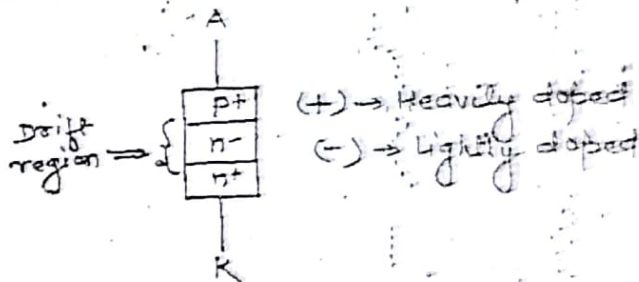 A
p+
(+) → Heavily doped
Drift
region ⇒
n-
(-) → Lightly doped
n+
K